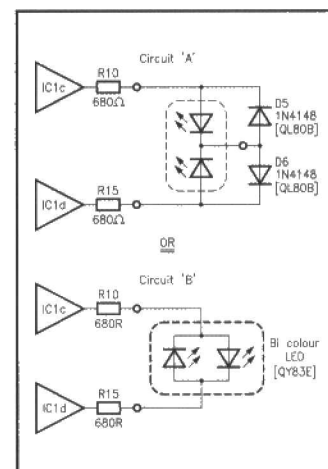 Circuit 'A'
R10
IC1c
680Ω
D5
1N4148
[QL80B]
D6
1N4148
[QL80B]
R15
IC1d
680Ω
OR
Circuit 'B'
R10
IC1c
680R
Bi colour
LED
[QY83E]
R15
IC1d
680R